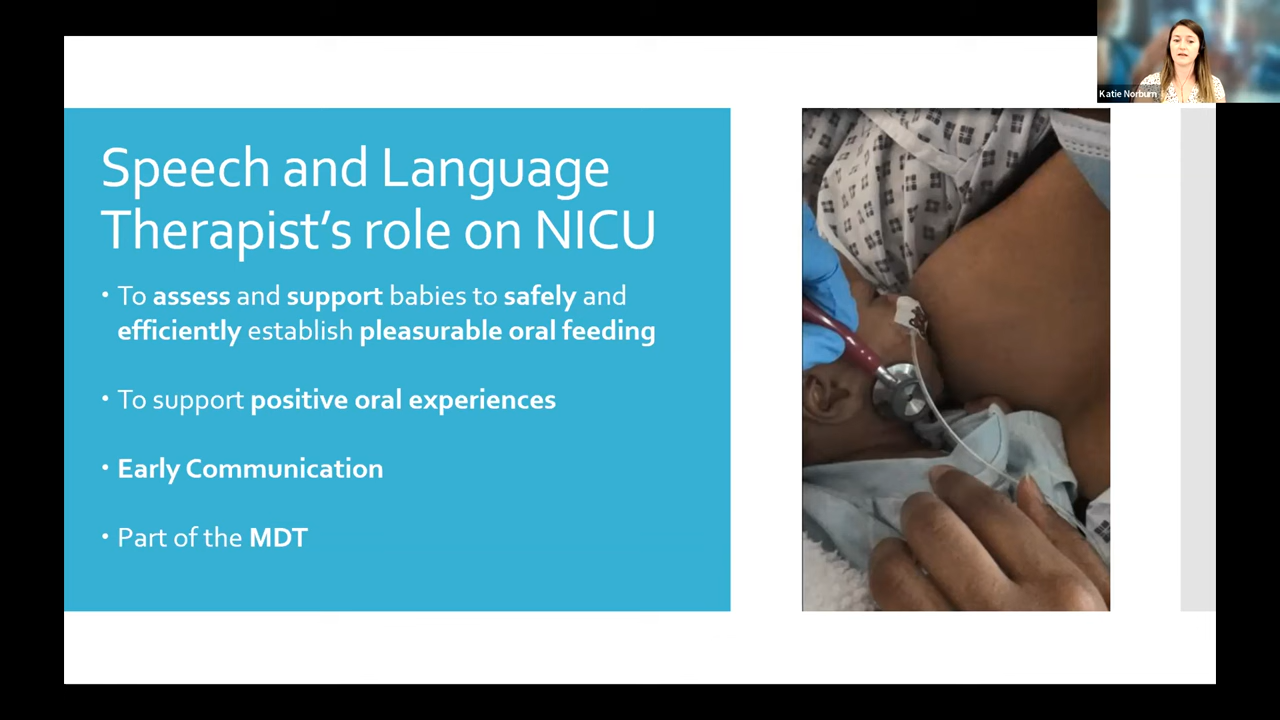 Katie Norburn
Speech and Language
Therapist's role on NICU
• To assess and support babies to safely and
efficiently establish pleasurable oral feeding
• To support positive oral experiences
• Early Communication
• Part of the MDT